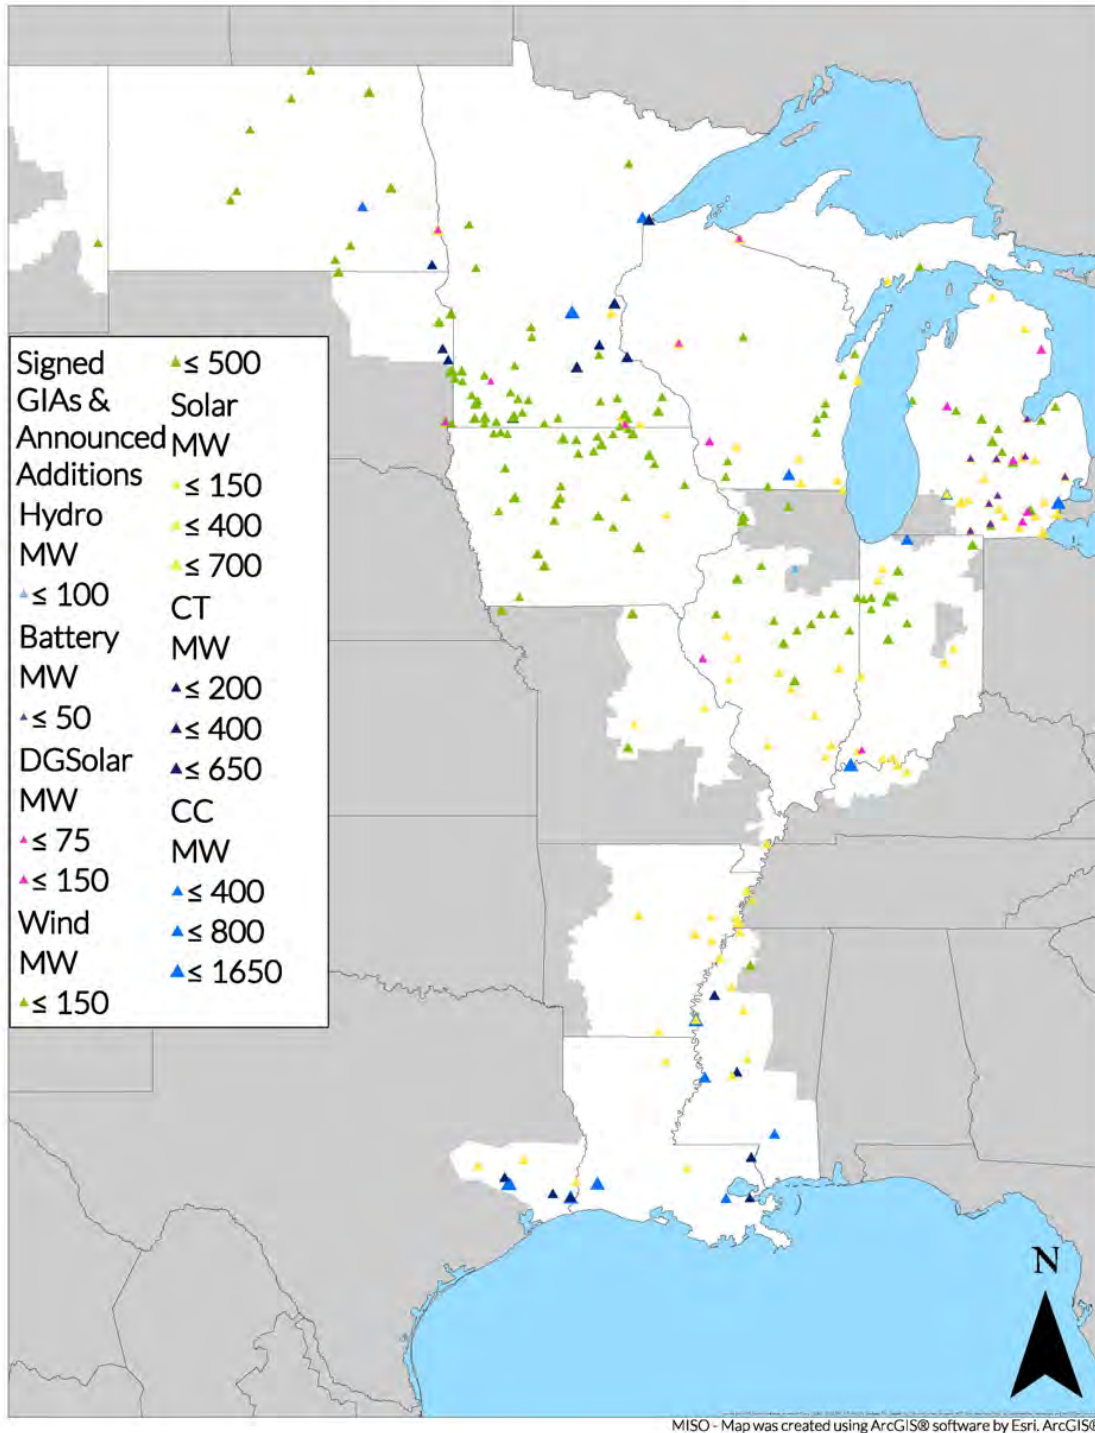 Signed
GIAs &
Announced
Additions
Hydro
MW
≤ 100
Battery
MW
≤ 50
DGSolar
MW
≤ 75
≤ 150
Wind
MW
≤ 150
≤ 500
Solar
MW
≤ 150
≤ 400
≤ 700
CT
MW
≤ 200
≤ 400
≤ 650
CC
MW
≤ 400
≤ 800
≤ 1650
N
MISO - Map was created using ArcGIS® software by Esri. ArcGIS®